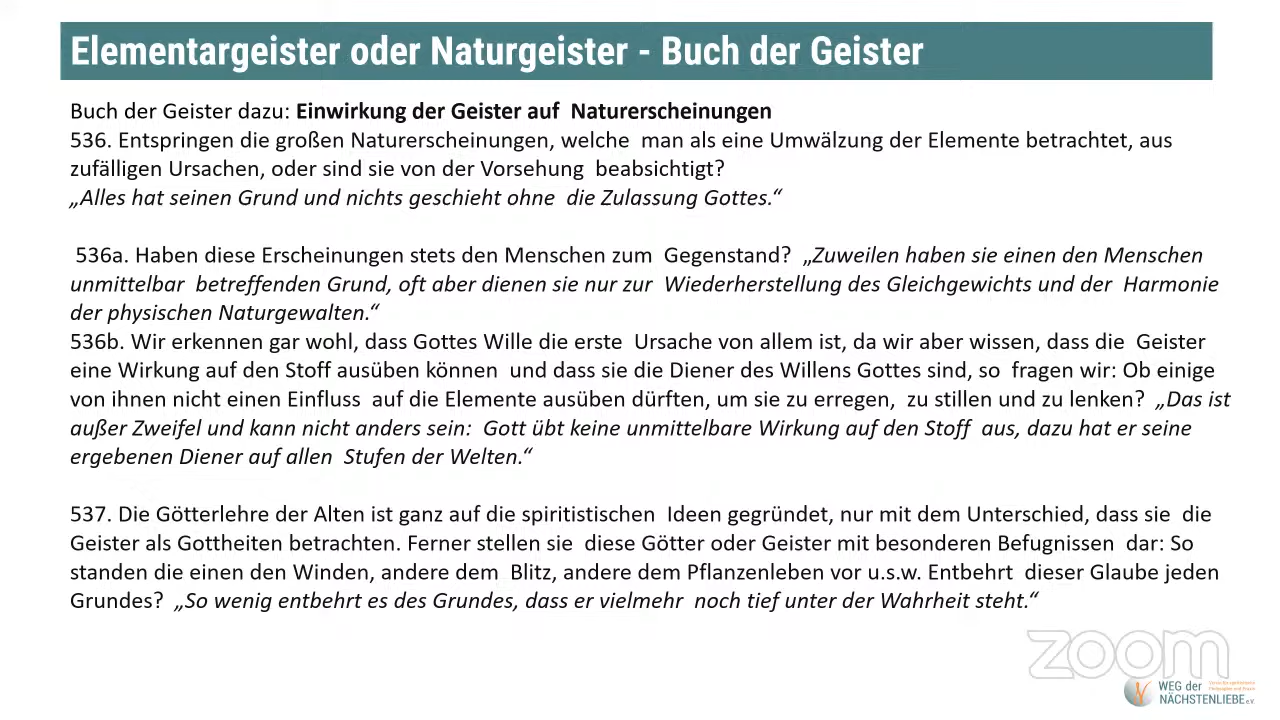 Elementargeister oder Naturgeister - Buch der Geister
Buch der Geister dazu: Einwirkung der Geister auf  Naturerscheinungen
536. Entspringen die großen Naturerscheinungen, welche  man als eine Umwälzung der Elemente betrachtet, aus
zufälligen Ursachen, oder sind sie von der Vorsehung  beabsichtigt?
„Alles hat seinen Grund und nichts geschieht ohne  die Zulassung Gottes.“
536a. Haben diese Erscheinungen stets den Menschen zum  Gegenstand?  „Zuweilen haben sie einen den Menschen
unmittelbar  betreffenden Grund, oft aber dienen sie nur zur  Wiederherstellung des Gleichgewichts und der  Harmonie
der physischen Naturgewalten.“
536b. Wir erkennen gar wohl, dass Gottes Wille die erste  Ursache von allem ist, da wir aber wissen, dass die  Geister
eine Wirkung auf den Stoff ausüben können  und dass sie die Diener des Willens Gottes sind, so  fragen wir: Ob einige
von ihnen nicht einen Einfluss  auf die Elemente ausüben dürften, um sie zu erregen,  zu stillen und zu lenken?  „Das ist
außer Zweifel und kann nicht anders sein:  Gott übt keine unmittelbare Wirkung auf den Stoff  aus, dazu hat er seine
ergebenen Diener auf allen  Stufen der Welten.“
537. Die Götterlehre der Alten ist ganz auf die spiritistischen  Ideen gegründet, nur mit dem Unterschied, dass sie  die
Geister als Gottheiten betrachten. Ferner stellen sie  diese Götter oder Geister mit besonderen Befugnissen  dar: So
standen die einen den Winden, andere dem  Blitz, andere dem Pflanzenleben vor u.s.w. Entbehrt  dieser Glaube jeden
Grundes?  „So wenig entbehrt es des Grundes, dass er vielmehr  noch tief unter der Wahrheit steht.“
zoom
WEG der
NÄCHSTENLIEBE e.V.